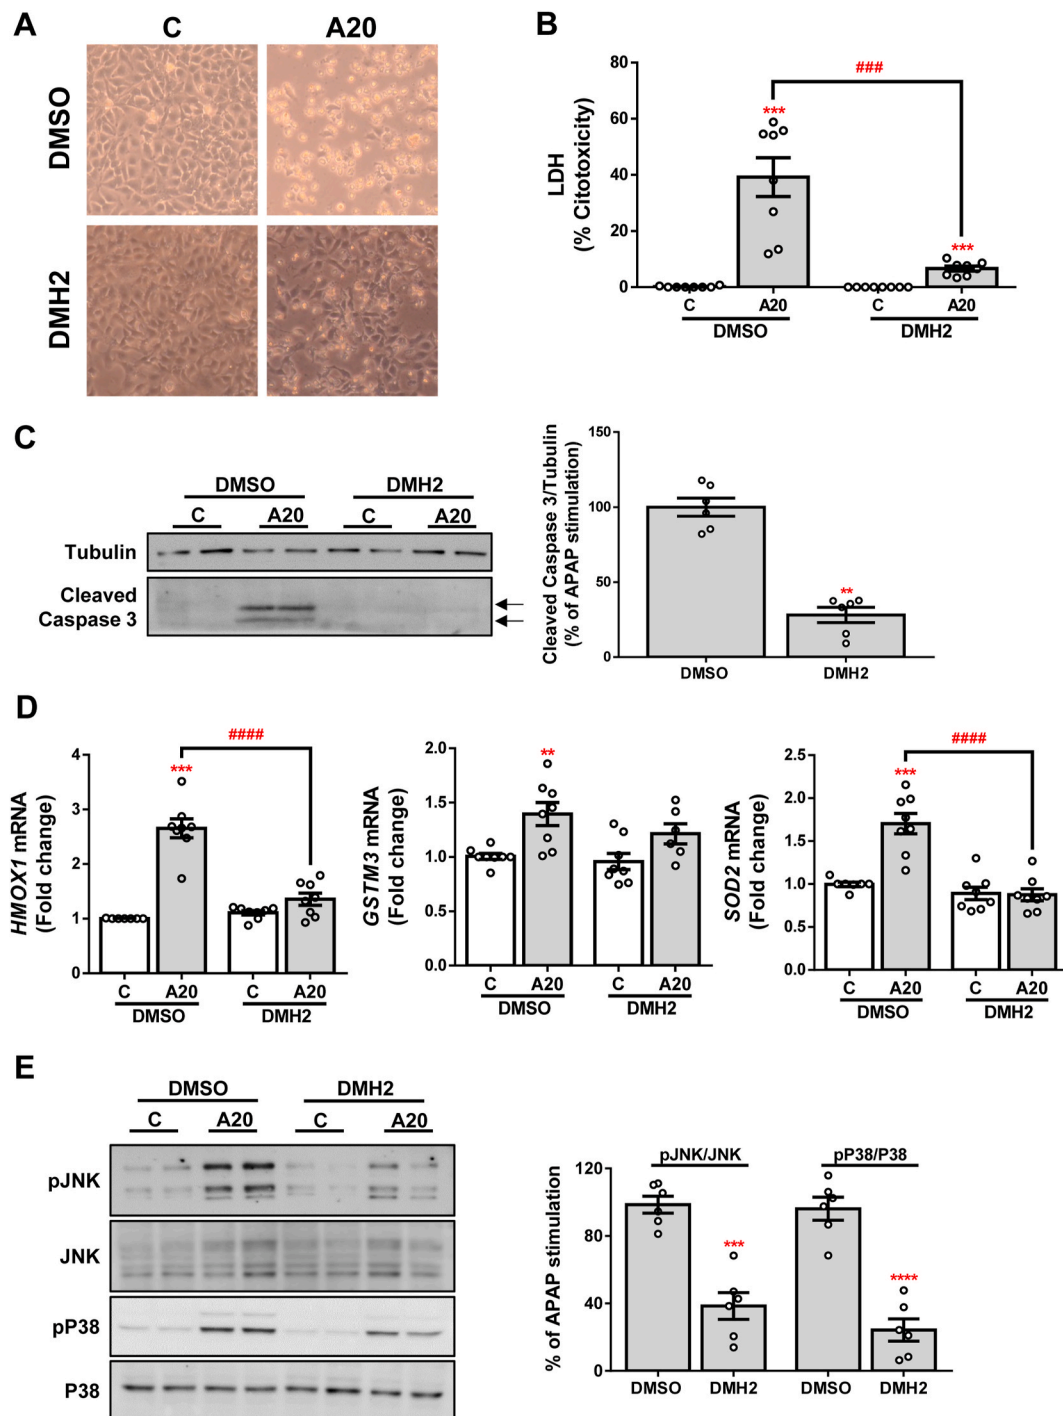 A
C A20
DMSO
DMH2
B
LDH
(% Citotoxicity)
80
60
40
20
0
***
###
***
C A20 C A20
DMSO DMH2
C
DMSO DMH2
C A20 C A20
Tubulin
Cleaved
Caspase 3
Cleaved Caspase 3/Tubulin
(% of APAP stimulation)
150
100
50
0
**
DMSO DMH2
D
HMOX1 mRNA
(Fold change)
4
3
2
1
0
***
####
C A20 C A20
DMSO DMH2
GSTM3 mRNA
(Fold change)
2.0
1.5
1.0
0.5
0.0
**
C A20 C A20
DMSO DMH2
SOD2 mRNA
(Fold change)
2.5
2.0
1.5
1.0
0.5
0.0
***
####
C A20 C A20
DMSO DMH2
E
DMSO DMH2
C A20 C A20
pJNK
JNK
pP38
P38
% of APAP stimulation
120
80
40
0
pJNK/JNK pP38/P38
***
****
DMSO DMH2 DMSO DMH2